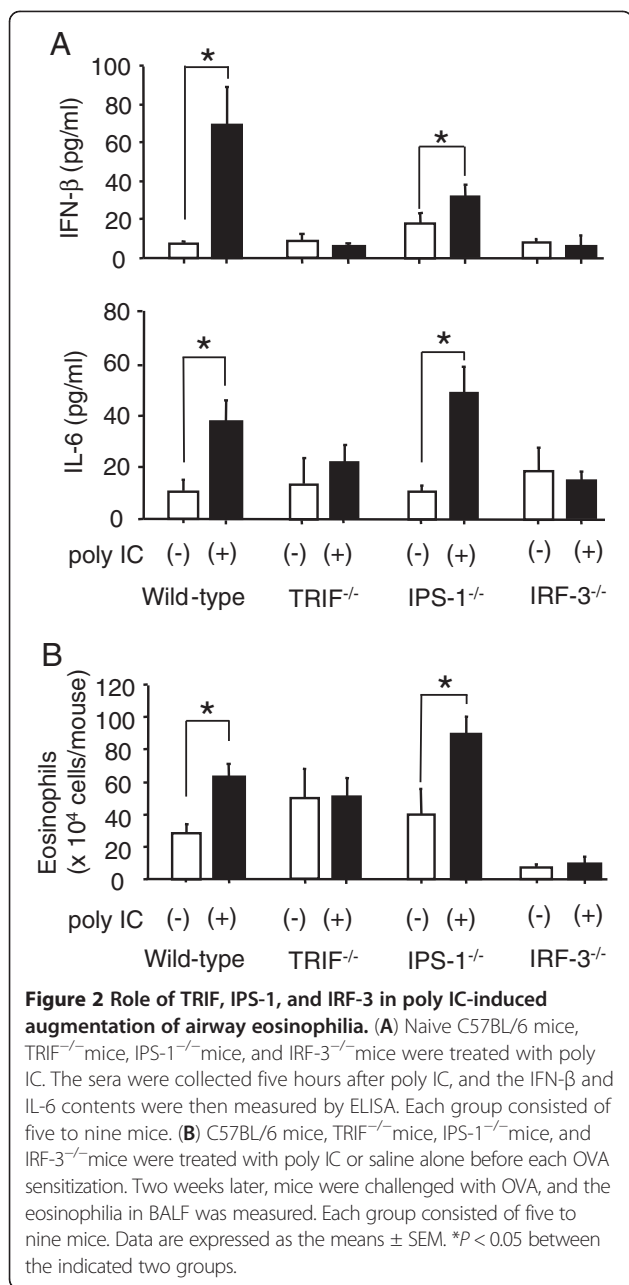 A
100
80
60
40
20
0
IFN-β (pg/ml)
*
*
80
60
40
20
0
IL-6 (pg/ml)
*
*
poly IC (-) (+) (-) (+) (-) (+) (-) (+)
Wild-type TRIF-/- IPS-1-/- IRF-3-/-
B
120
100
80
60
40
20
0
Eosinophils
(x 10⁴ cells/mouse)
*
*
poly IC (-) (+) (-) (+) (-) (+) (-) (+)
Wild-type TRIF-/- IPS-1-/- IRF-3-/-
Figure 2 Role of TRIF, IPS-1, and IRF-3 in poly IC-induced
augmentation of airway eosinophilia. (A) Naive C57BL/6 mice,
TRIF−/−mice, IPS-1−/−mice, and IRF-3−/−mice were treated with poly
IC. The sera were collected five hours after poly IC, and the IFN-β and
IL-6 contents were then measured by ELISA. Each group consisted of
five to nine mice. (B) C57BL/6 mice, TRIF−/−mice, IPS-1−/−mice, and
IRF-3−/−mice were treated with poly IC or saline alone before each OVA
sensitization. Two weeks later, mice were challenged with OVA, and the
eosinophilia in BALF was measured. Each group consisted of five to
nine mice. Data are expressed as the means ± SEM. *P < 0.05 between
the indicated two groups.